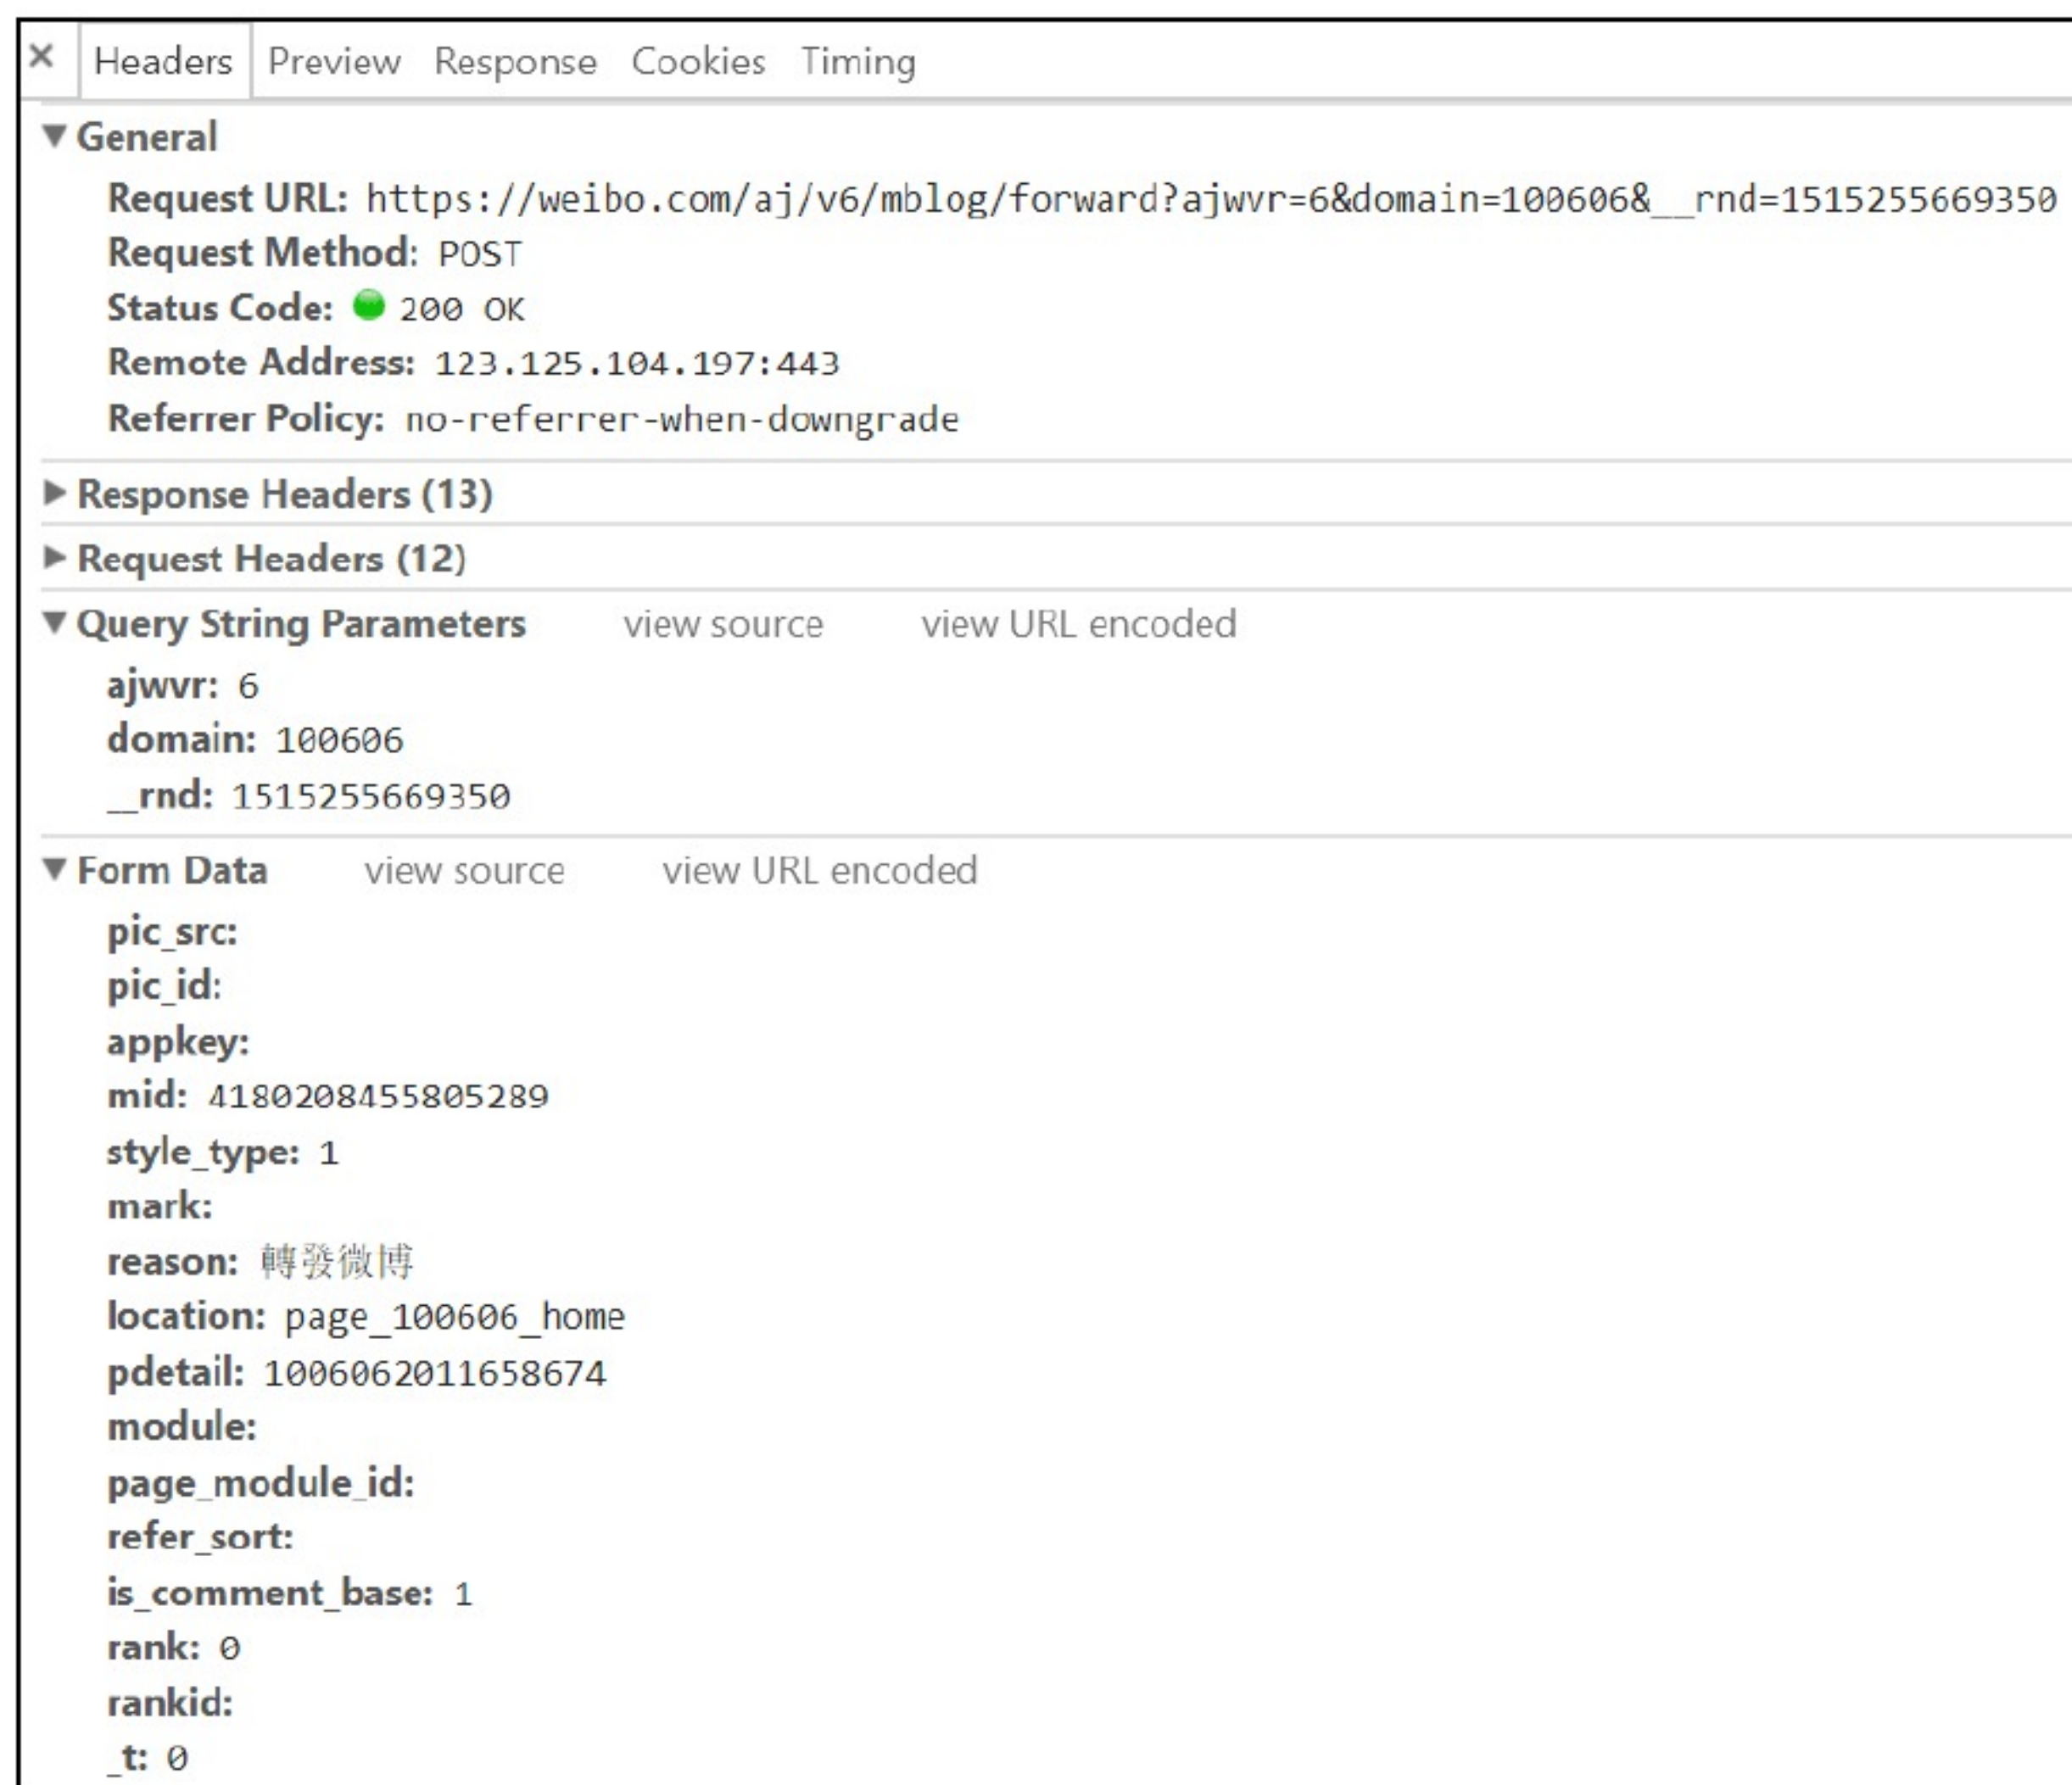 × Headers Preview Response Cookies Timing
▼ General
Request URL: https://weibo.com/aj/v6/mblog/forward?ajwvr=6&domain=100606&__rnd=1515255669350
Request Method: POST
Status Code: 200 OK
Remote Address: 123.125.104.197:443
Referrer Policy: no-referrer-when-downgrade
▶ Response Headers (13)
▶ Request Headers (12)
▼ Query String Parameters view source view URL encoded
ajwvr: 6
domain: 100606
__rnd: 1515255669350
▼ Form Data view source view URL encoded
pic_src:
pic_id:
appkey:
mid: 4180208455805289
style_type: 1
mark:
reason: 轉發微博
location: page_100606_home
pdetail: 1006062011658674
module:
page_module_id:
refer_sort:
is_comment_base: 1
rank: 0
rankid:
_t: 0